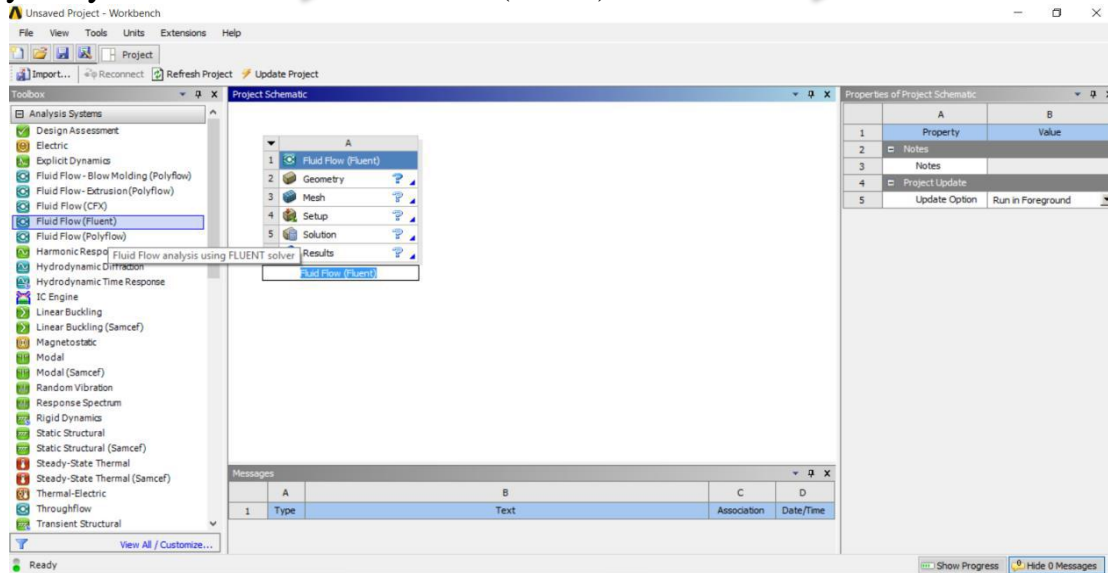 Unsaved Project - Workbench
File View Tools Units Extensions Help
Project
Import... Reconnect Refresh Project Update Project
Toolbox
Analysis Systems
Design Assessment
Electric
Explicit Dynamics
Fluid Flow - Blow Molding (Polyflow)
Fluid Flow - Extrusion (Polyflow)
Fluid Flow (CFX)
Fluid Flow (Fluent)
Fluid Flow (Polyflow)
Harmonic Respo
Fluid Flow analysis using FLUENT solver
Hydrodynamic Diffraction
Hydrodynamic Time Response
IC Engine
Linear Buckling
Linear Buckling (Samcef)
Magnetostatic
Modal
Modal (Samcef)
Random Vibration
Response Spectrum
Rigid Dynamics
Static Structural
Static Structural (Samcef)
Steady-State Thermal
Steady-State Thermal (Samcef)
Thermal-Electric
Throughflow
Transient Structural
View All / Customize...
Project Schematic
A
1 Fluid Flow (Fluent)
2 Geometry ?
3 Mesh ?
4 Setup ?
5 Solution ?
Results ?
Fluid Flow (Fluent)
Messages
A B C D
1 Type Text Association Date/Time
Properties of Project Schematic
A B
1 Property Value
2 Notes
3 Notes
4 Project Update
5 Update Option Run in Foreground
Ready
Show Progress Hide 0 Messages